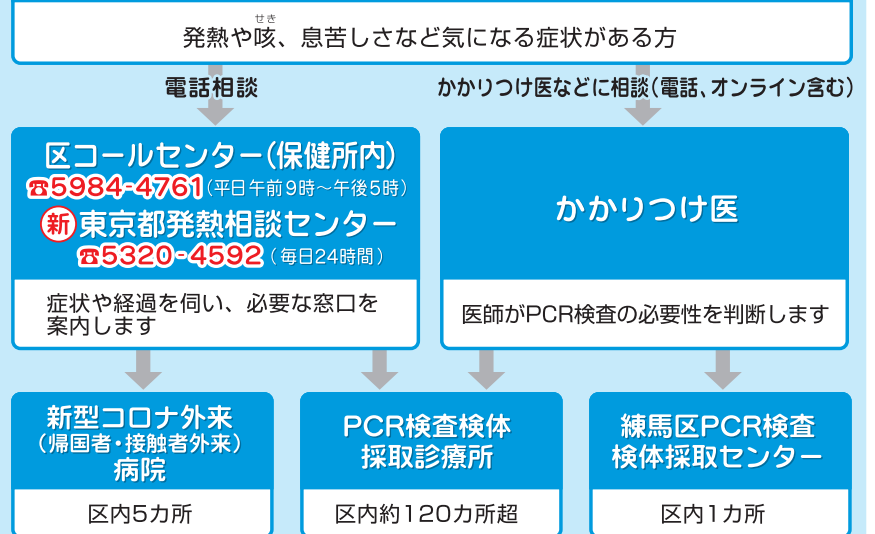 せき
発熱や咳、息苦しさなど気になる症状がある方
電話相談
かかりつけ医などに相談(電話、オンライン含む)
区コールセンター(保健所内)
☎5984-4761(平日午前9時～午後5時)
新 東京都発熱相談センター
☎5320-4592(毎日24時間)
症状や経過を伺い、必要な窓口を
案内します
かかりつけ医
医師がPCR検査の必要性を判断します
新型コロナ外来
(帰国者・接触者外来)
病院
区内5カ所
PCR検査検体
採取診療所
区内約120カ所超
練馬区PCR検査
検体採取センター
区内1カ所